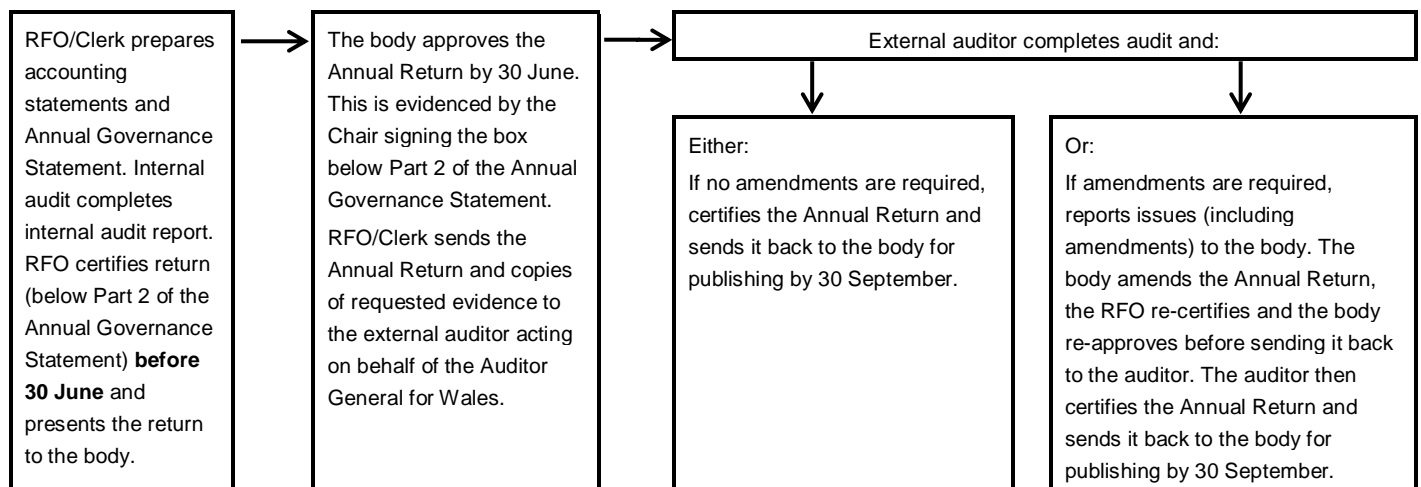 RFO/Clerk prepares
accounting
statements and
Annual Governance
Statement. Internal
audit completes
internal audit report.
RFO certifies return
(below Part 2 of the
Annual Governance
Statement) before
30 June and
presents the return
to the body.
The body approves the
Annual Return by 30 June.
This is evidenced by the
Chair signing the box
below Part 2 of the Annual
Governance Statement.
RFO/Clerk sends the
Annual Return and copies
of requested evidence to
the external auditor acting
on behalf of the Auditor
General for Wales.
External auditor completes audit and:
Either:
If no amendments are required,
certifies the Annual Return and
sends it back to the body for
publishing by 30 September.
Or:
If amendments are required,
reports issues (including
amendments) to the body. The
body amends the Annual Return,
the RFO re-certifies and the body
re-approves before sending it back
to the auditor. The auditor then
certifies the Annual Return and
sends it back to the body for
publishing by 30 September.